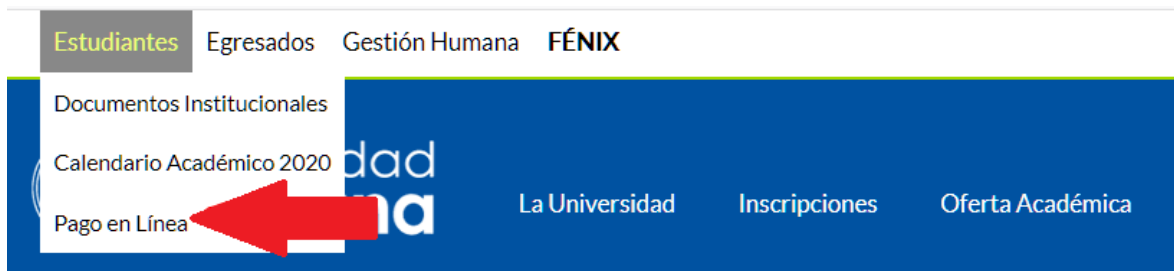 Estudiantes Egresados Gestión Humana FÉNIX
Documentos Institucionales
Calendario Académico 2020
Pago en Línea
La Universidad Inscripciones Oferta Académica